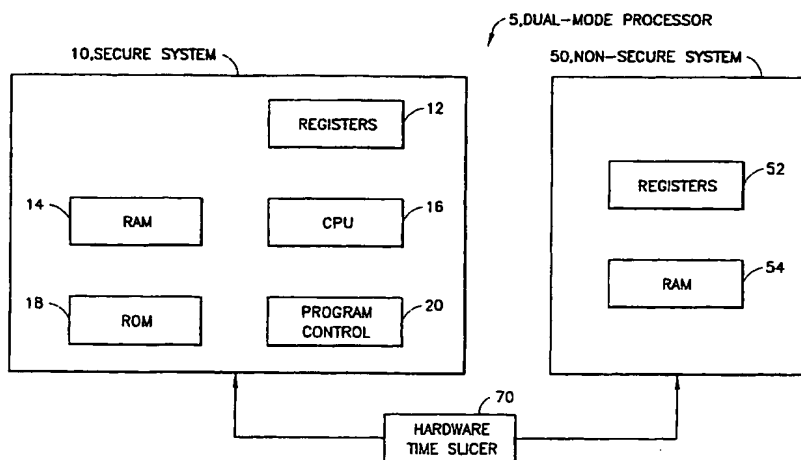 5,DUAL-MODE PROCESSOR
10,SECURE SYSTEM
50,NON-SECURE SYSTEM
REGISTERS
12
14
RAM
CPU
16
18
ROM
PROGRAM
CONTROL
20
REGISTERS
52
RAM
54
70
HARDWARE
TIME SLICER